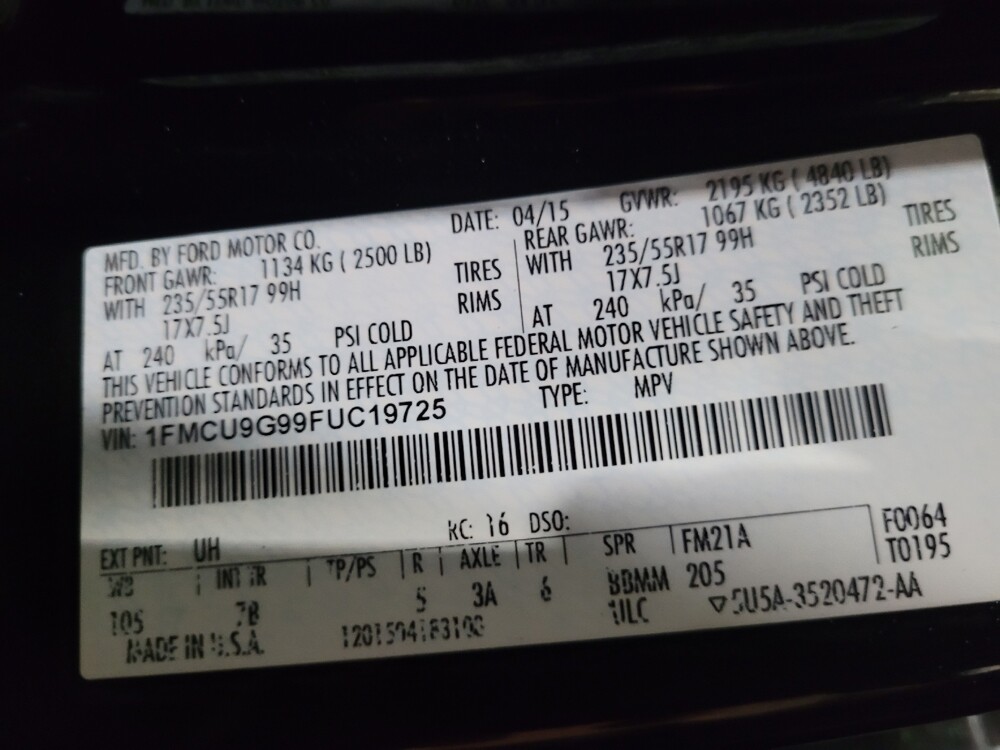 MFD. BY FORD MOTOR CO. DATE: 04/15 GVWR: 2195 KG ( 4840 LB)
FRONT GAWR: 1134 KG ( 2500 LB) REAR GAWR: 1067 KG ( 2352 LB)
WITH 235/55R17 99H TIRES WITH 235/55R17 99H TIRES
17X7.5J RIMS 17X7.5J RIMS
AT 240 kPa/ 35 PSI COLD AT 240 kPa/ 35 PSI COLD
THIS VEHICLE CONFORMS TO ALL APPLICABLE FEDERAL MOTOR VEHICLE SAFETY AND THEFT
PREVENTION STANDARDS IN EFFECT ON THE DATE OF MANUFACTURE SHOWN ABOVE.
VIN: 1FMCU9G99FUC19725 TYPE: MPV
EXT PNT: UH RC: 16 DSO: F0064
WB INT TR TP/PS R AXLE TR SPR FM21A T0195
105 7B 5 3A 6 BBMM 205
MADE IN U.S.A. ULC 5U5A-3520472-AA